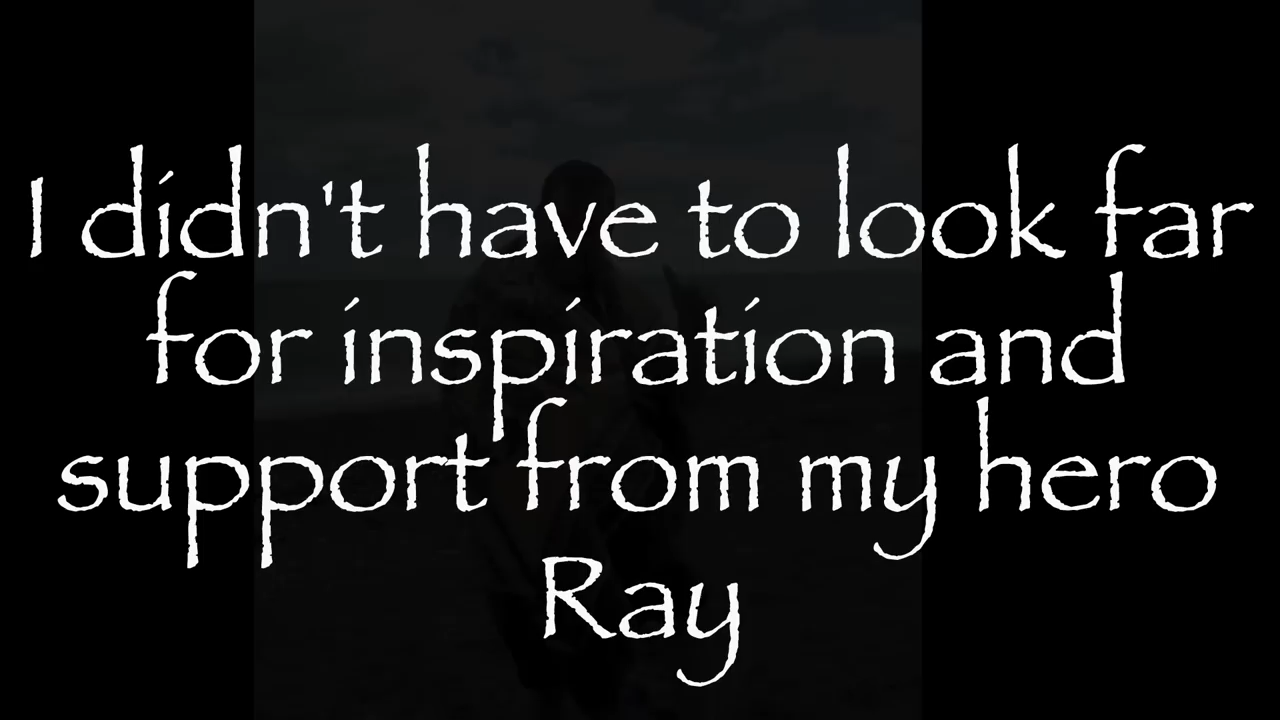 I didn't have to look far
for inspiration and
support from my hero
Ray